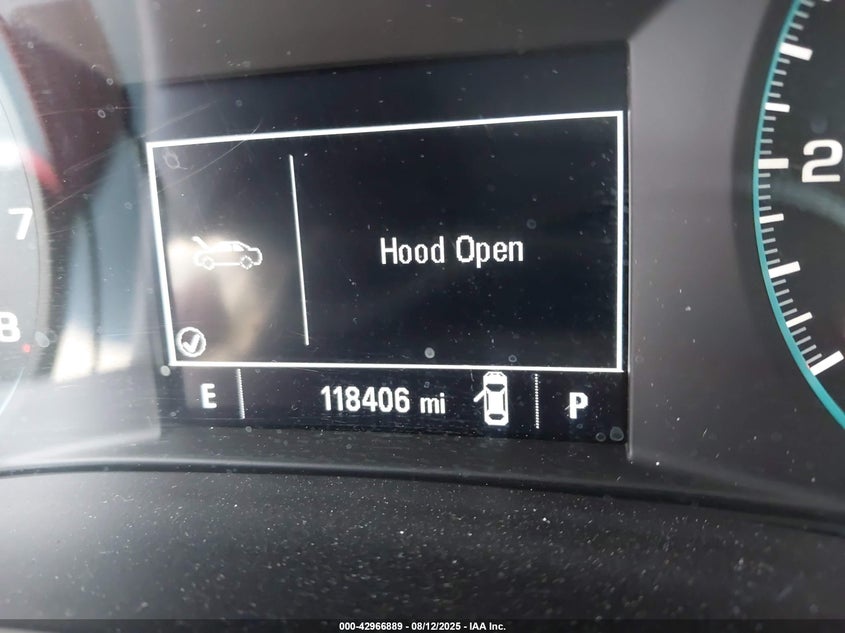 7
8
2
Hood Open
E 118406 mi P
000-42966889 - 08/12/2025 - IAA Inc.